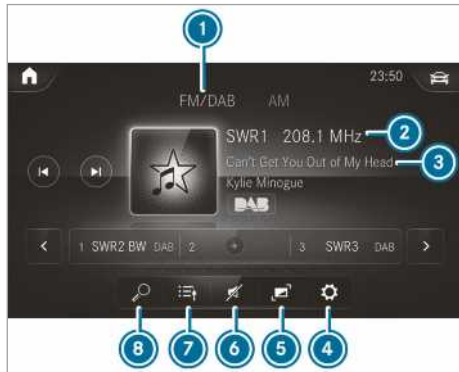 1
23:50
FM/DAB AM
SWR1 208.1 MHz 2
Can't Get You Out of My Head 3
Kylie Minogue
DAB
1 SWR2 BW DAB 2 3 SWR3 DAB
8 7 6 5 4